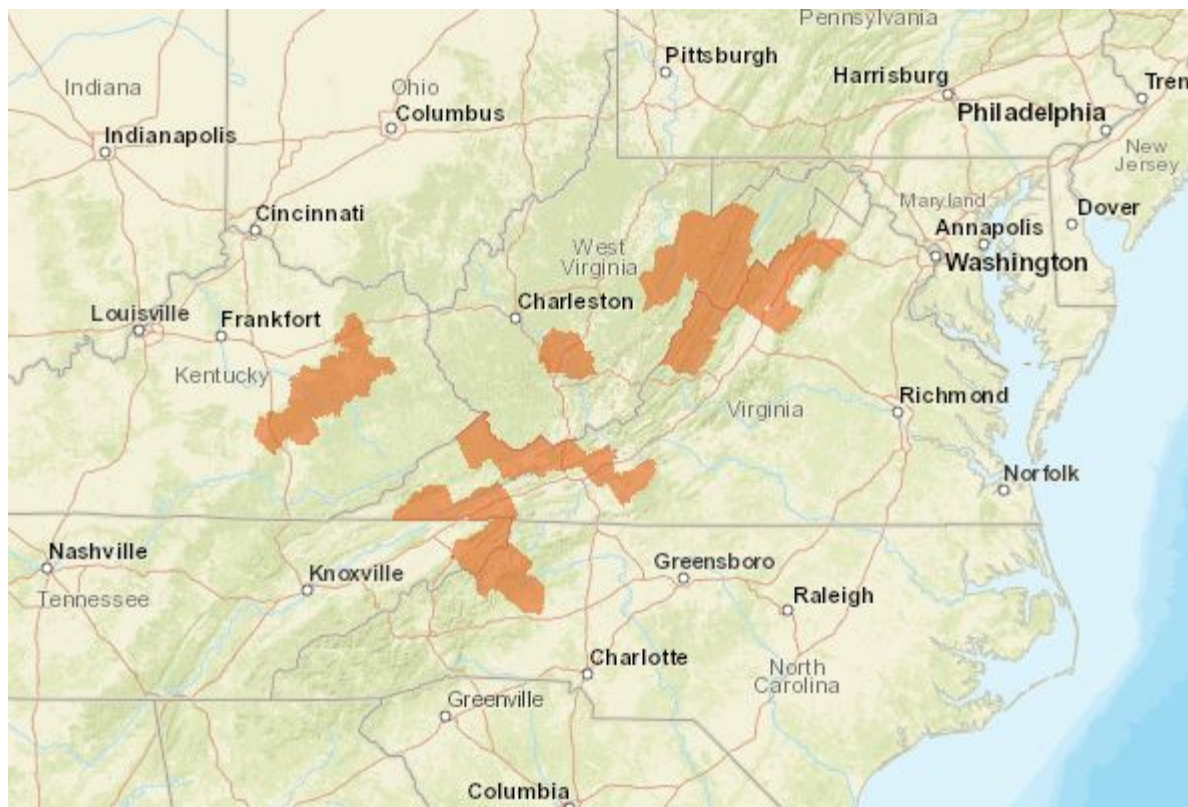 Pennsylvania
Pittsburgh
Harrisburg
Tren
Indiana
Ohio
Columbus
Philadelphia
Indianapolis
New
Jersey
Maryland
Dover
Cincinnati
Annapolis
West
Virginia
Washington
Charleston
Louisville
Frankfort
Kentucky
Virginia
Richmond
Norfolk
Nashville
Knoxville
Greensboro
Tennessee
Raleigh
Charlotte
North
Carolina
Greenville
Columbia